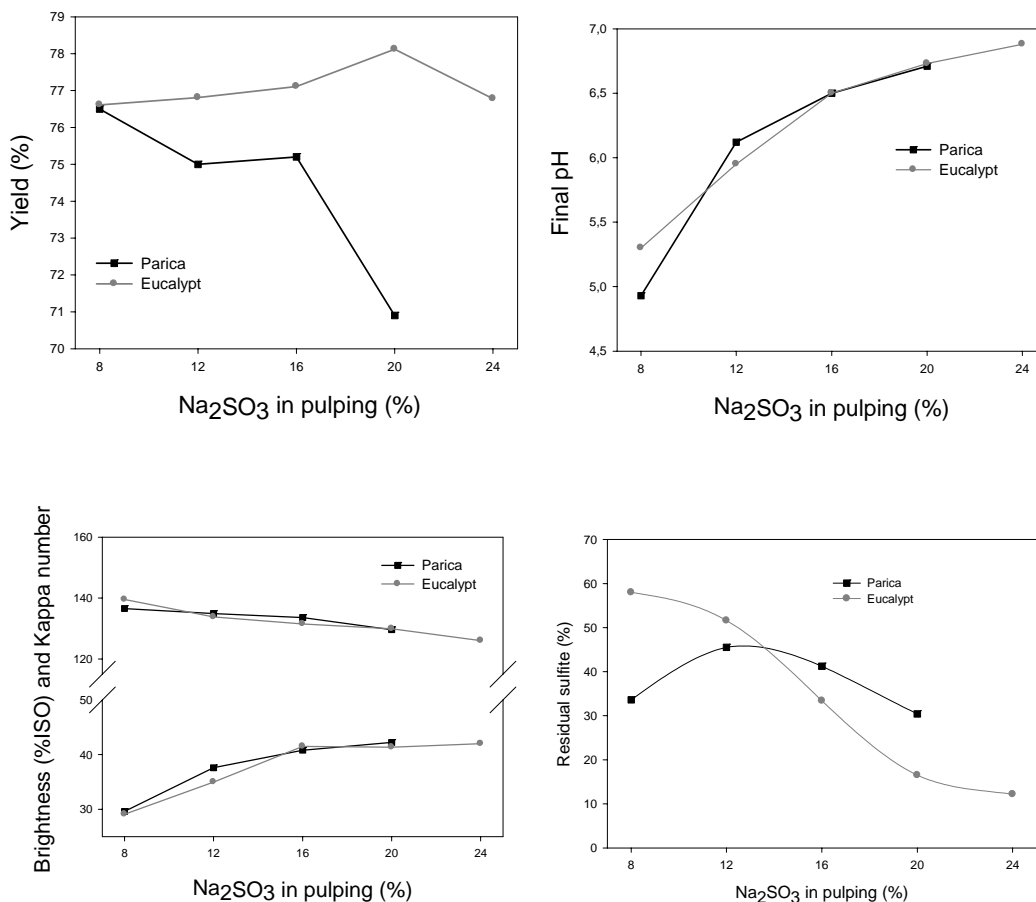 79
78
77
76
75
74
73
72
71
70
Yield (%)
Parica
Eucalypt
8 12 16 20 24
Na2SO3 in pulping (%)
7,0
6,5
6,0
5,5
5,0
4,5
Final pH
Parica
Eucalypt
8 12 16 20 24
Na2SO3 in pulping (%)
160
140
120
50
40
30
Brightness (%ISO) and Kappa number
Parica
Eucalypt
8 12 16 20 24
Na2SO3 in pulping (%)
70
60
50
40
30
20
10
0
Residual sulfite (%)
Parica
Eucalypt
8 12 16 20 24
Na2SO3 in pulping (%)